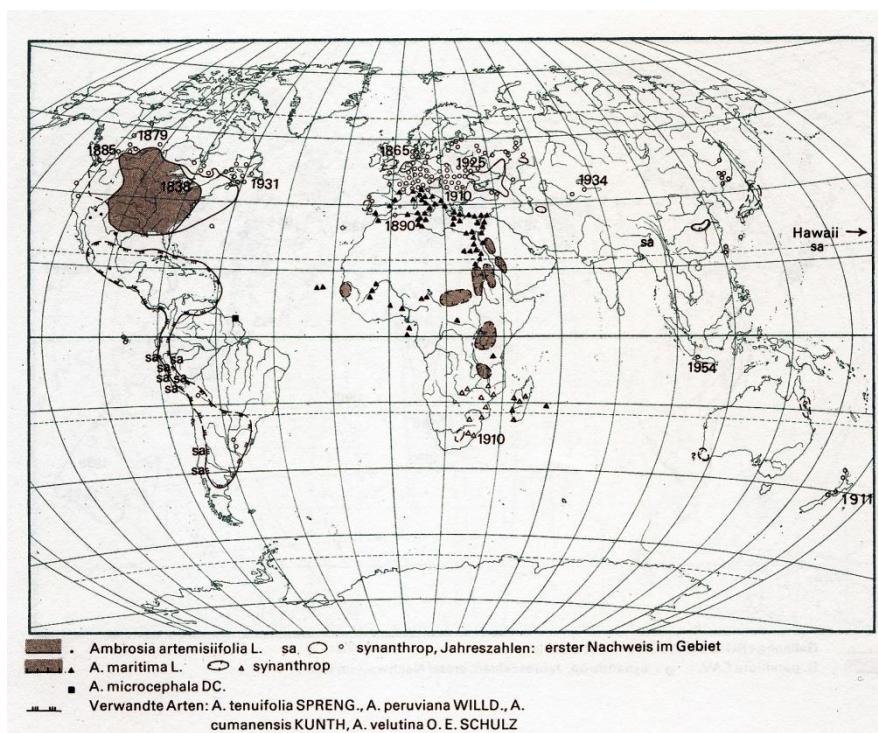 1879
1885
1838
1931
1865
1925
1910
1890
1934
sa
Hawaii
sa
sa
sa
sa
sa
sa
sa
1954
1910
sa
sa
1911
Ambrosia artemisiifolia L. sa, synanthrop, Jahreszahlen: erster Nachweis im Gebiet
A. maritima L. synanthrop
A. microcephala DC.
Verwandte Arten: A. tenuifolia SPRENG., A. peruviana WILLD., A.
cumanensis KUNTH, A. velutina O. E. SCHULZ